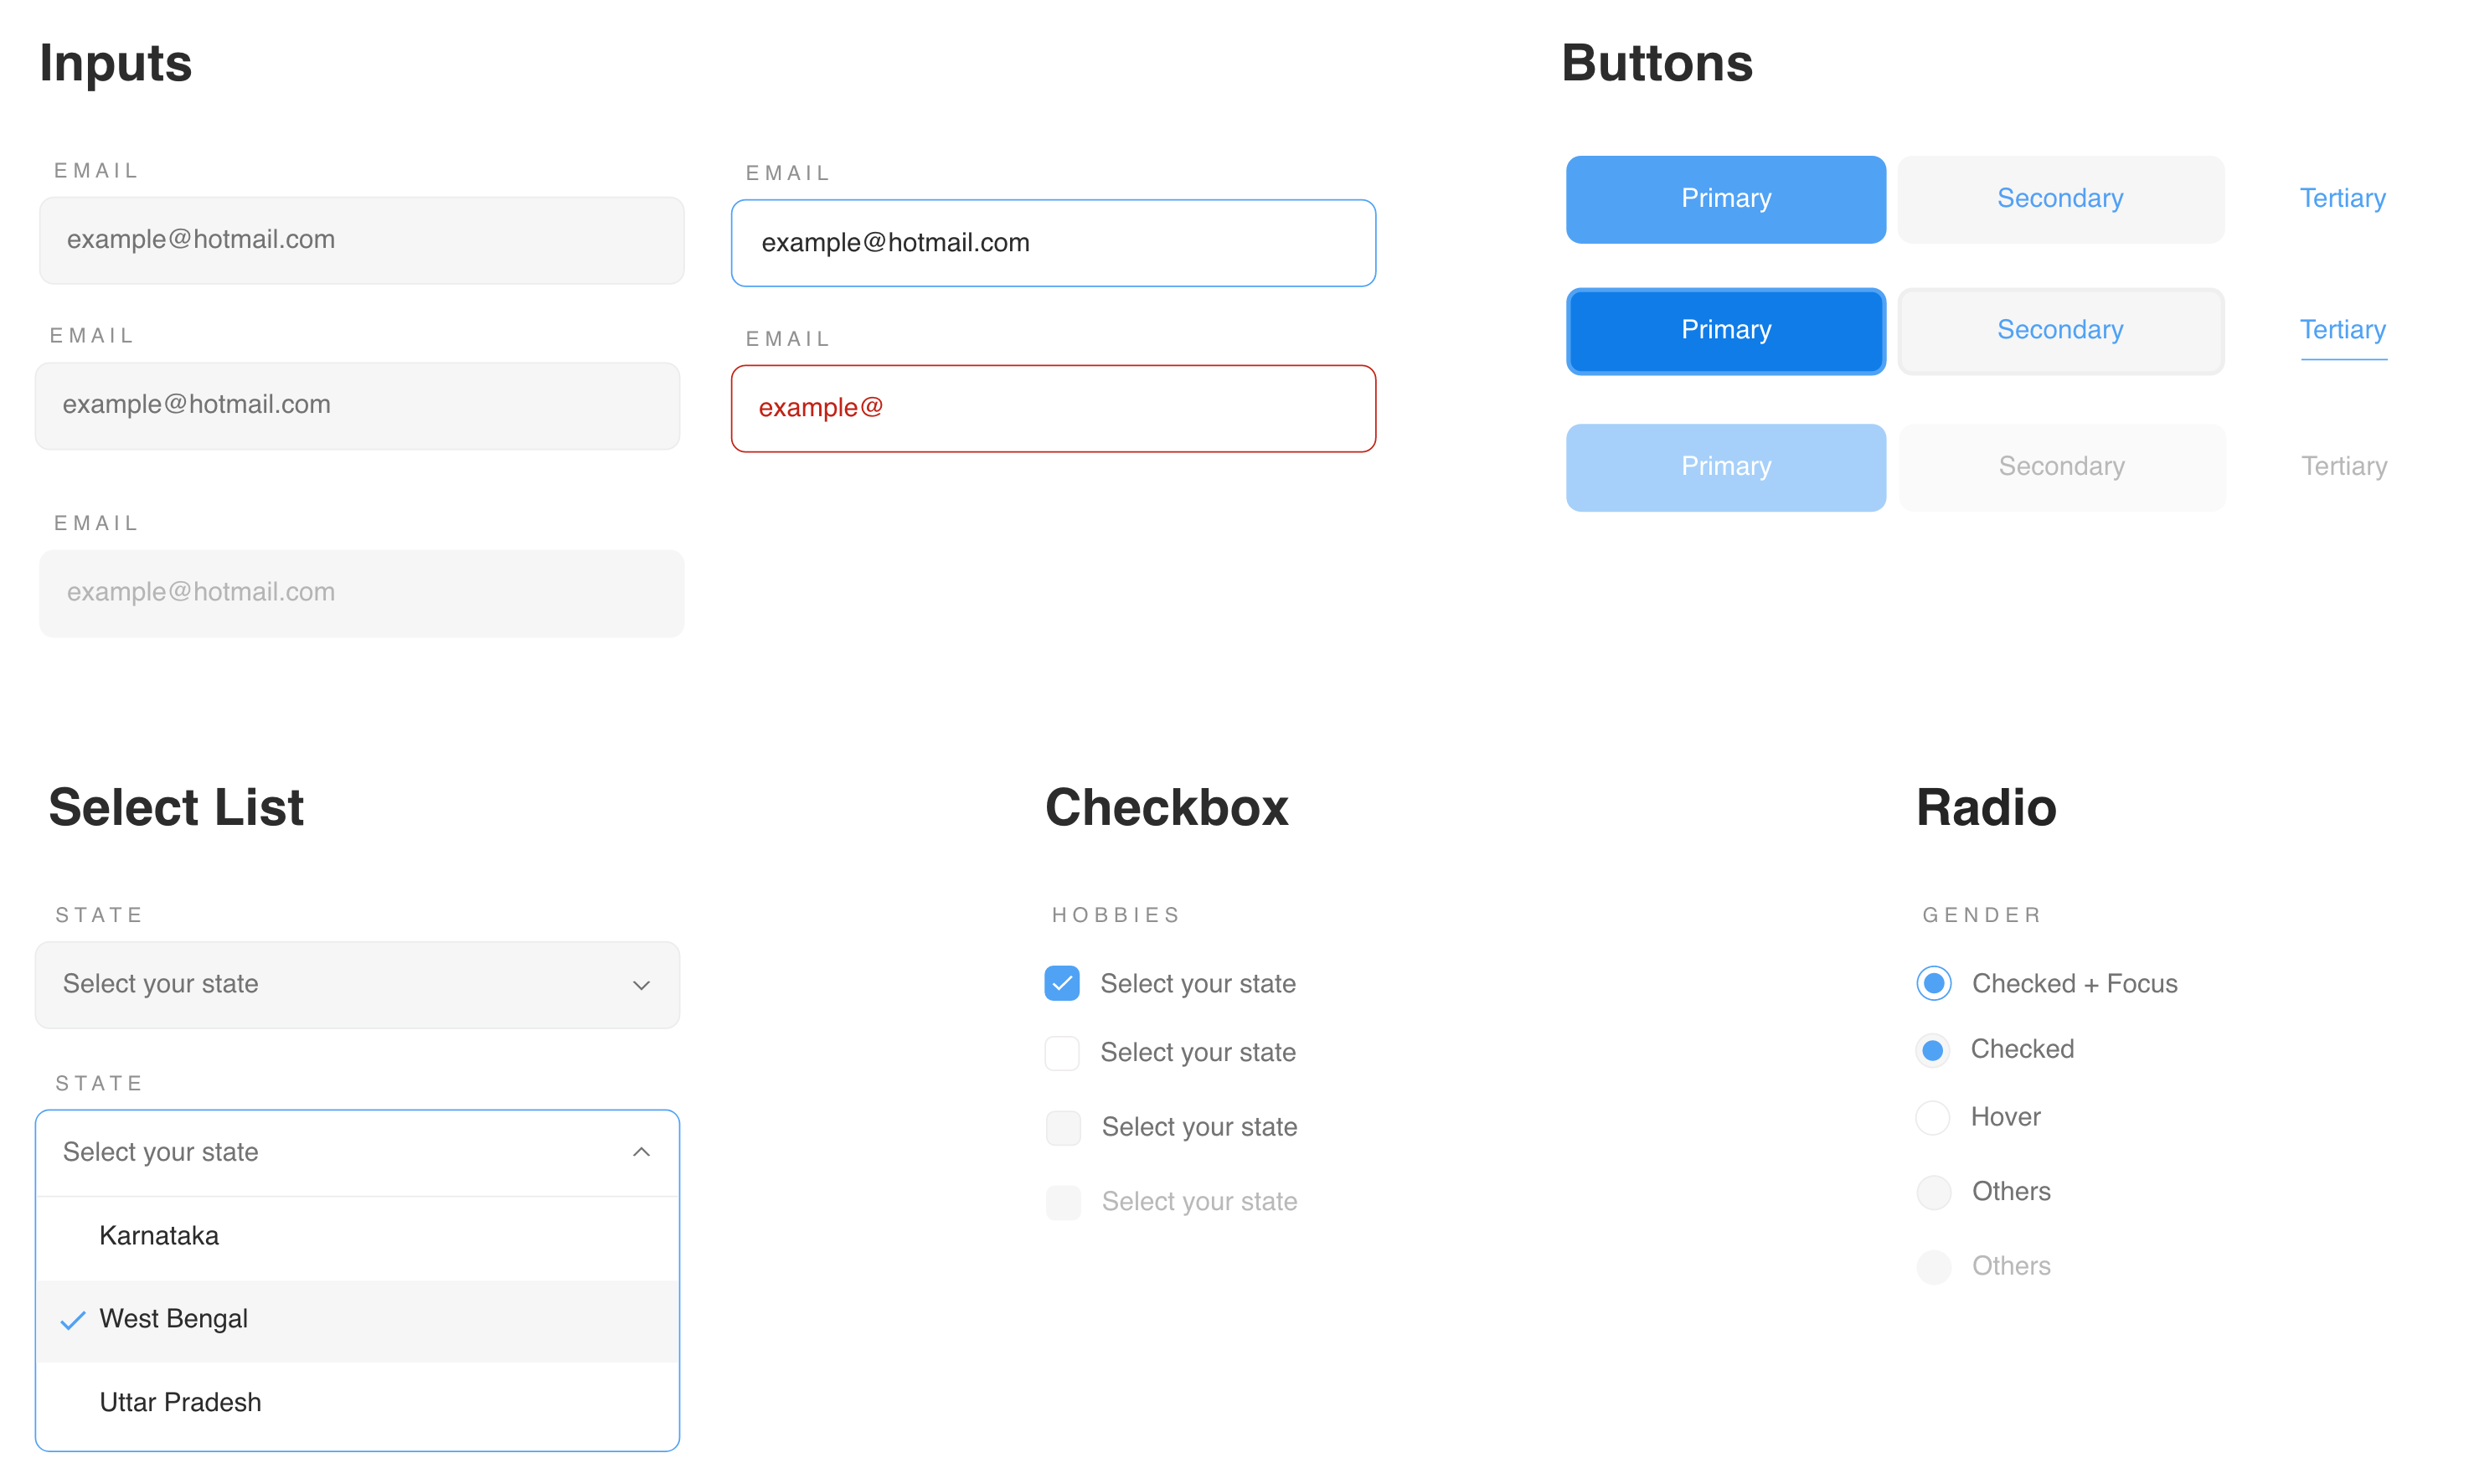 Inputs
EMAIL
example@hotmail.com
EMAIL
example@hotmail.com
EMAIL
example@hotmail.com
EMAIL
example@
EMAIL
example@hotmail.com
Buttons
Primary
Secondary
Tertiary
Primary
Secondary
Tertiary
Primary
Secondary
Tertiary
Select List
STATE
Select your state
STATE
Select your state
Karnataka
West Bengal
Uttar Pradesh
Checkbox
HOBBIES
Select your state
Select your state
Select your state
Select your state
Radio
GENDER
Checked + Focus
Checked
Hover
Others
Others